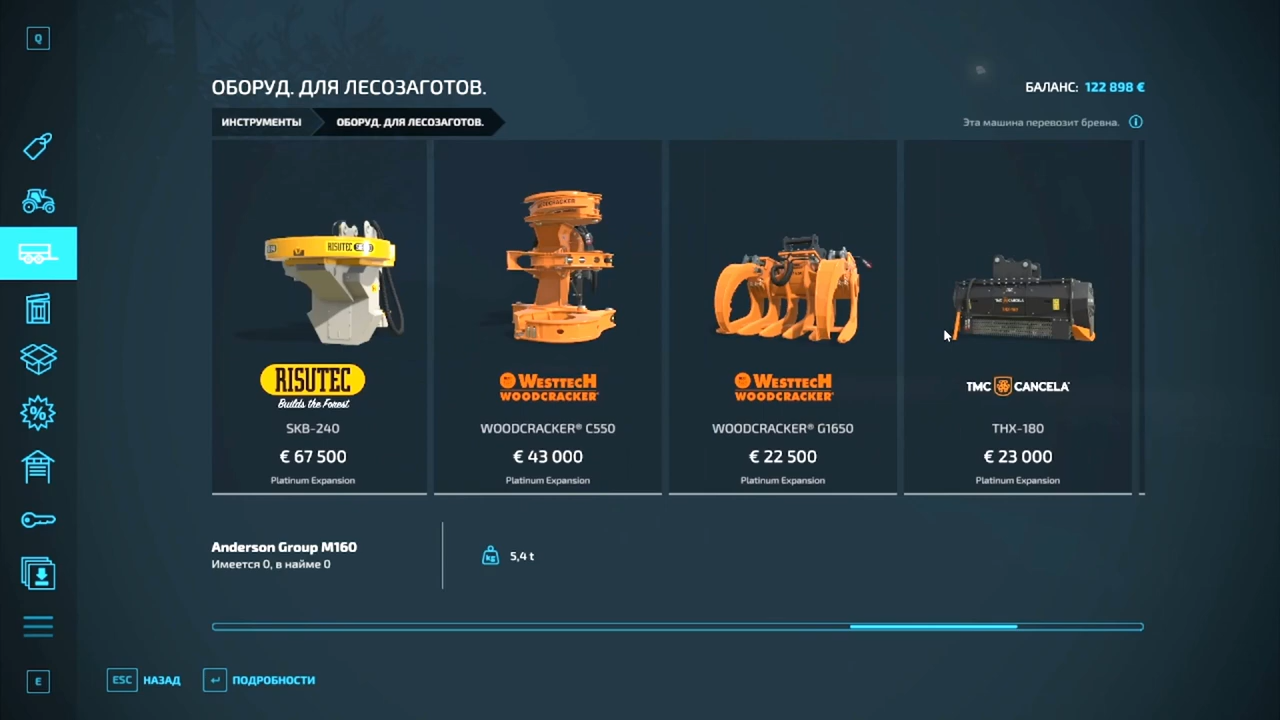 Q
ОБОРУД. ДЛЯ ЛЕСОЗАГОТОВ.
БАЛАНС: 122 898 €
ИНСТРУМЕНТЫ
ОБОРУД. ДЛЯ ЛЕСОЗАГОТОВ.
Эта машина перевозит бревна.
RISUTEC
Builds the Forest
SKB-240
€ 67 500
Platinum Expansion
WESTTECH
WOODCRACKER®
WOODCRACKER® C550
€ 43 000
Platinum Expansion
WESTTECH
WOODCRACKER®
WOODCRACKER® G1650
€ 22 500
Platinum Expansion
TMC CANCELA
THX-180
€ 23 000
Platinum Expansion
Anderson Group M160
Имеется 0, в найме 0
KG
5,4 t
E
ESC НАЗАД
ПОДРОБНОСТИ